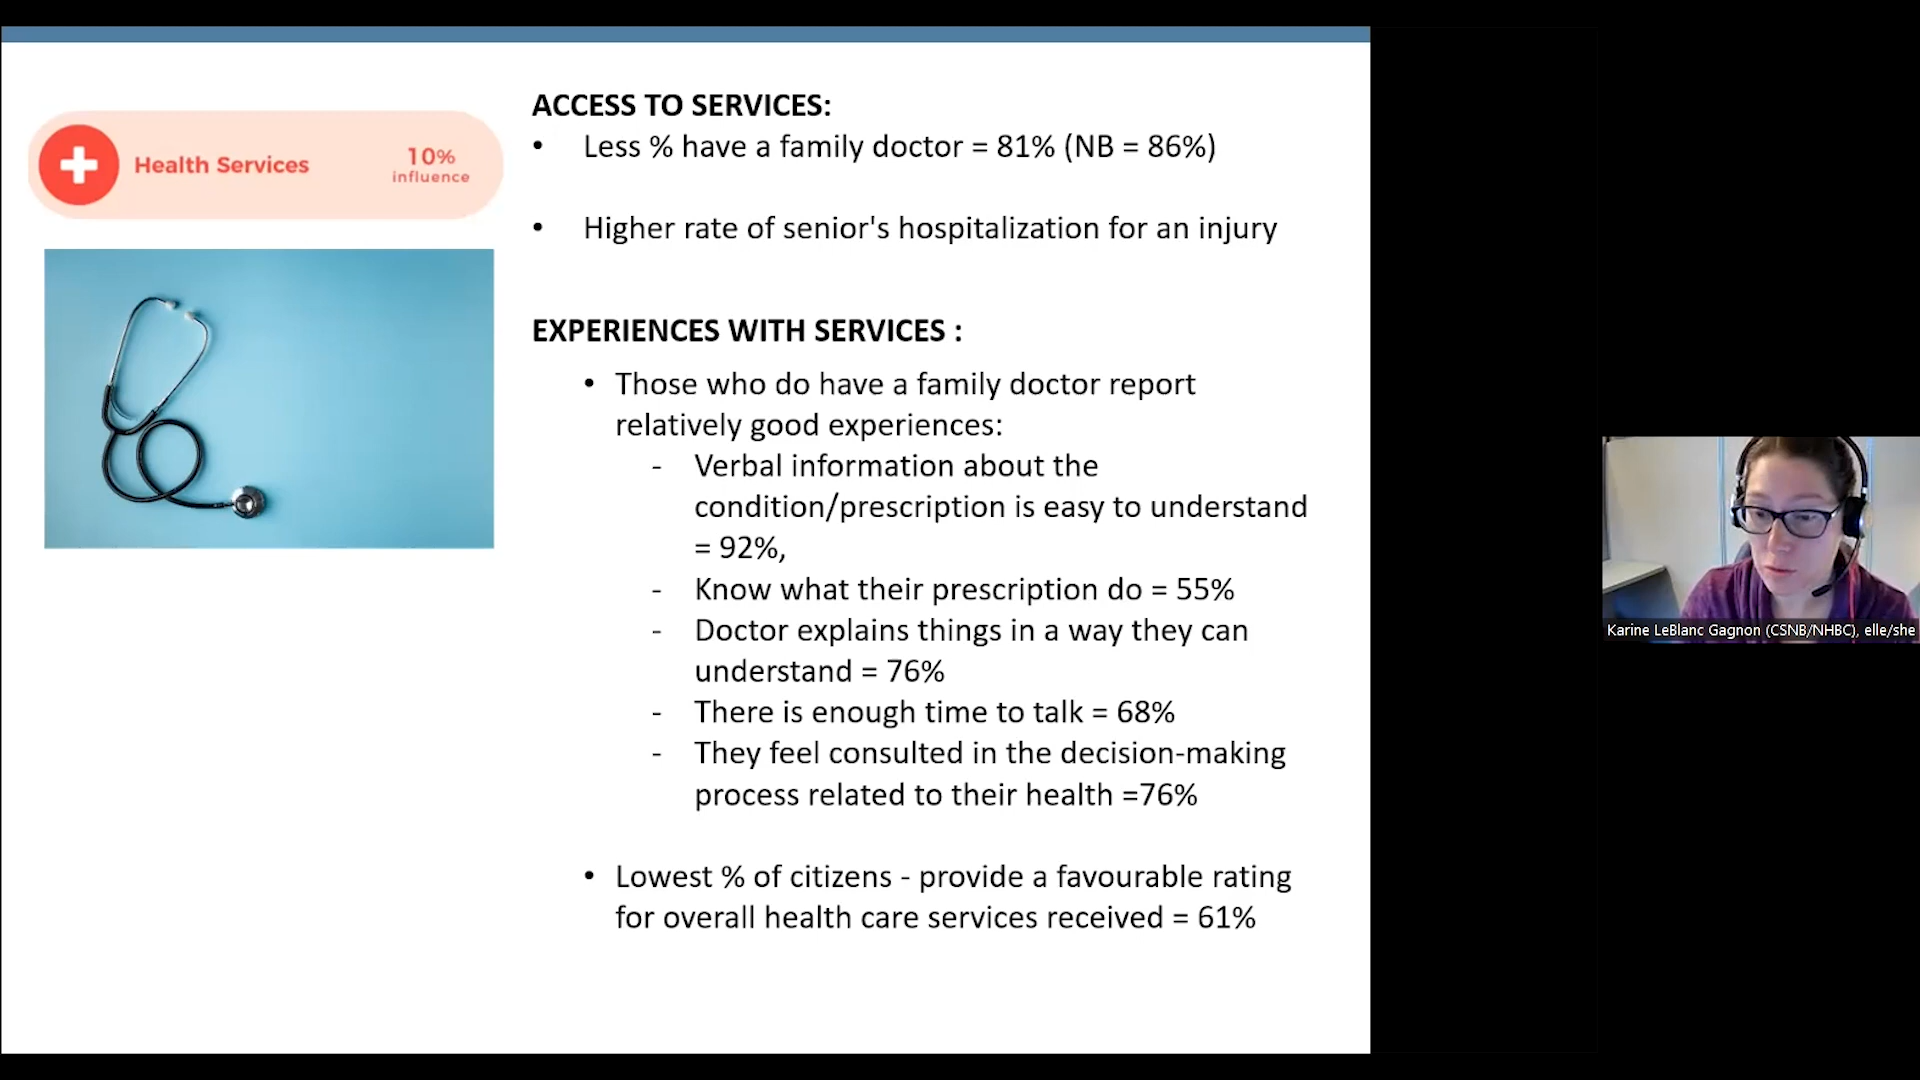 Health Services
10%
influence
ACCESS TO SERVICES:
• Less % have a family doctor = 81% (NB = 86%)
• Higher rate of senior's hospitalization for an injury
EXPERIENCES WITH SERVICES :
• Those who do have a family doctor report
relatively good experiences:
- Verbal information about the
condition/prescription is easy to understand
= 92%,
- Know what their prescription do = 55%
- Doctor explains things in a way they can
understand = 76%
- There is enough time to talk = 68%
- They feel consulted in the decision-making
process related to their health =76%
• Lowest % of citizens - provide a favourable rating
for overall health care services received = 61%
Karine LeBlanc Gagnon (CSNB/NHBC), elle/she